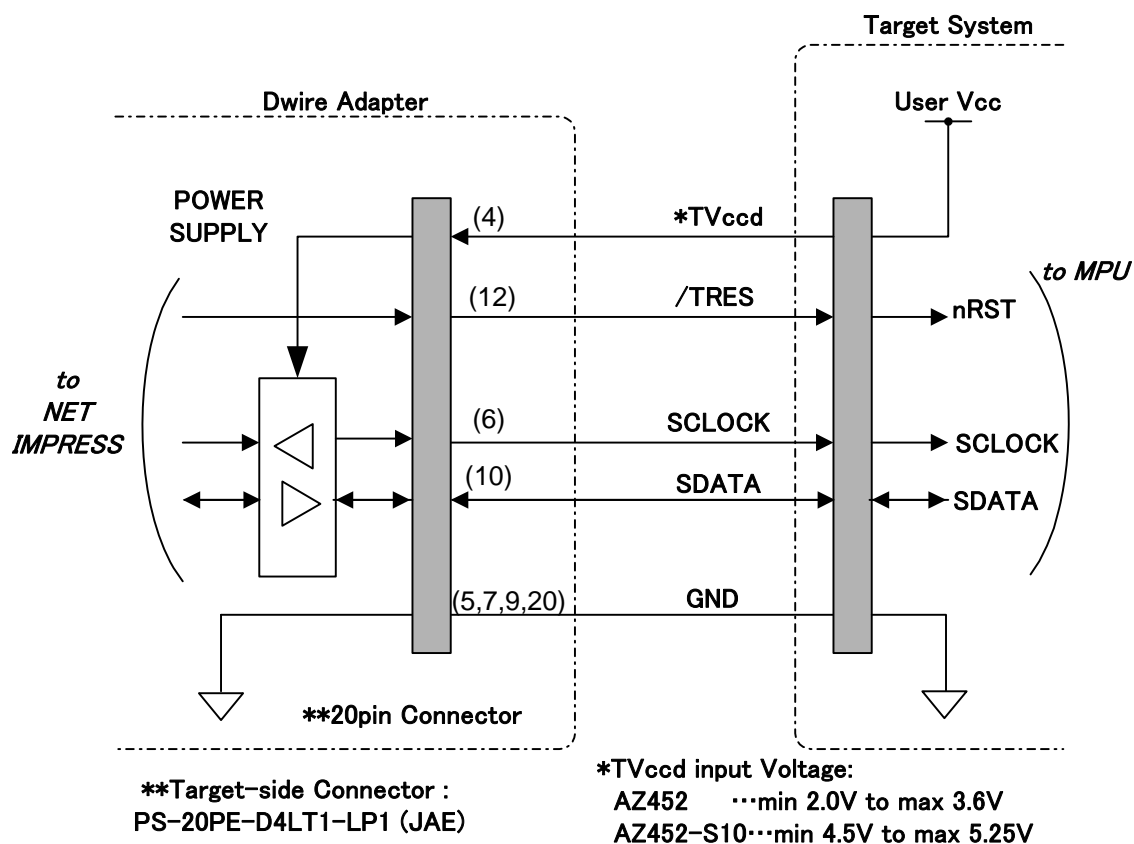 Target System
Dwire Adapter
User Vcc
POWER
SUPPLY
(4)
*TVccd
to MPU
(12)
/TRES
nRST
to
NET
IMPRESS
(6)
SCLOCK
SCLOCK
(10)
SDATA
SDATA
(5,7,9,20)
GND
**20pin Connector
**Target-side Connector :
PS-20PE-D4LT1-LP1 (JAE)
*TVccd input Voltage:
AZ452 …min 2.0V to max 3.6V
AZ452-S10…min 4.5V to max 5.25V